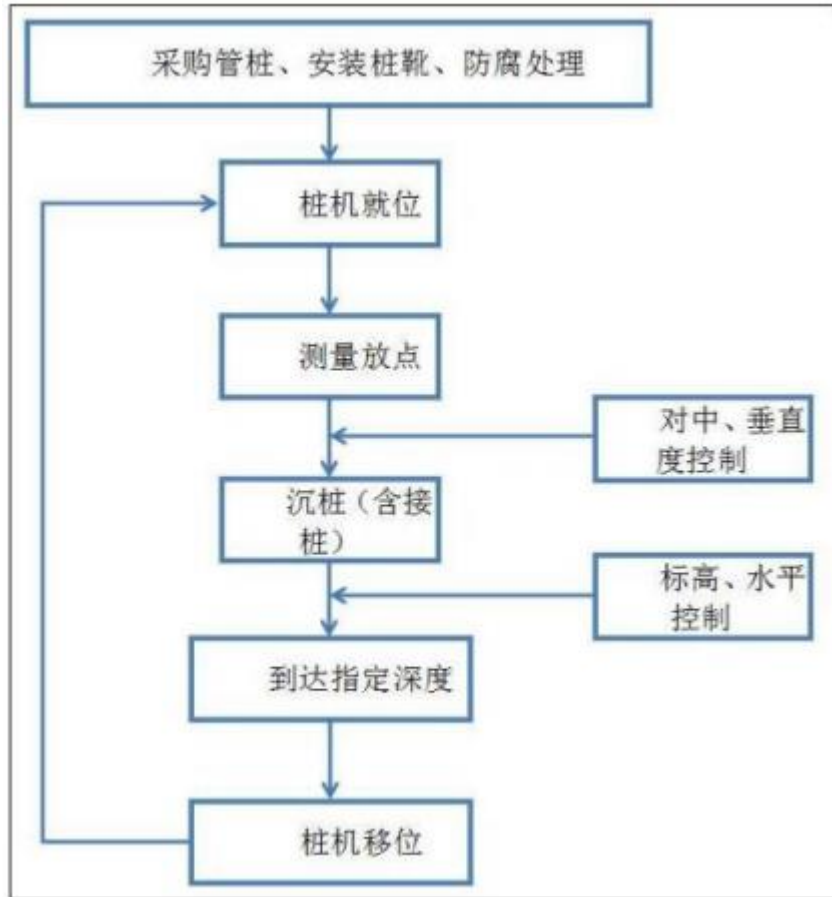 采购管桩、安装桩靴、防腐处理
桩机就位
测量放点
对中、垂直
度控制
沉桩（含接
桩）
标高、水平
控制
到达指定深度
桩机移位